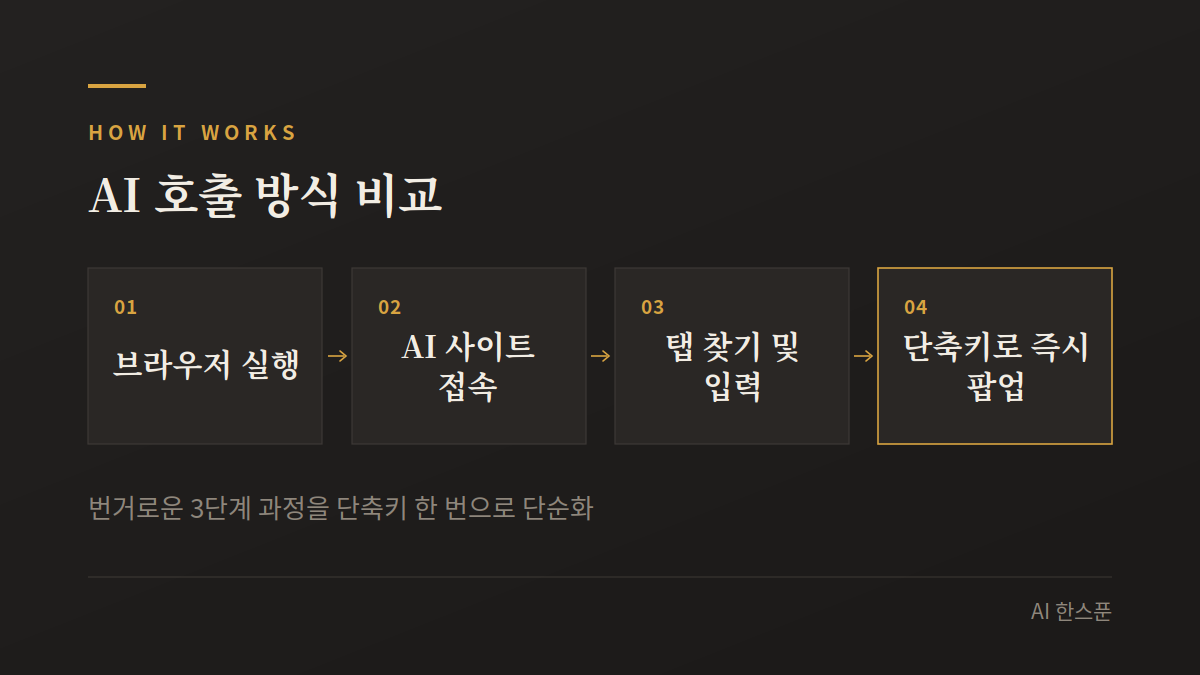 HOW IT WORKS
AI 호출 방식 비교
01
브라우저 실행
02
AI 사이트
접속
03
탭 찾기 및
입력
04
단축키로 즉시
팝업
번거로운 3단계 과정을 단축키 한 번으로 단순화
AI 한스푼